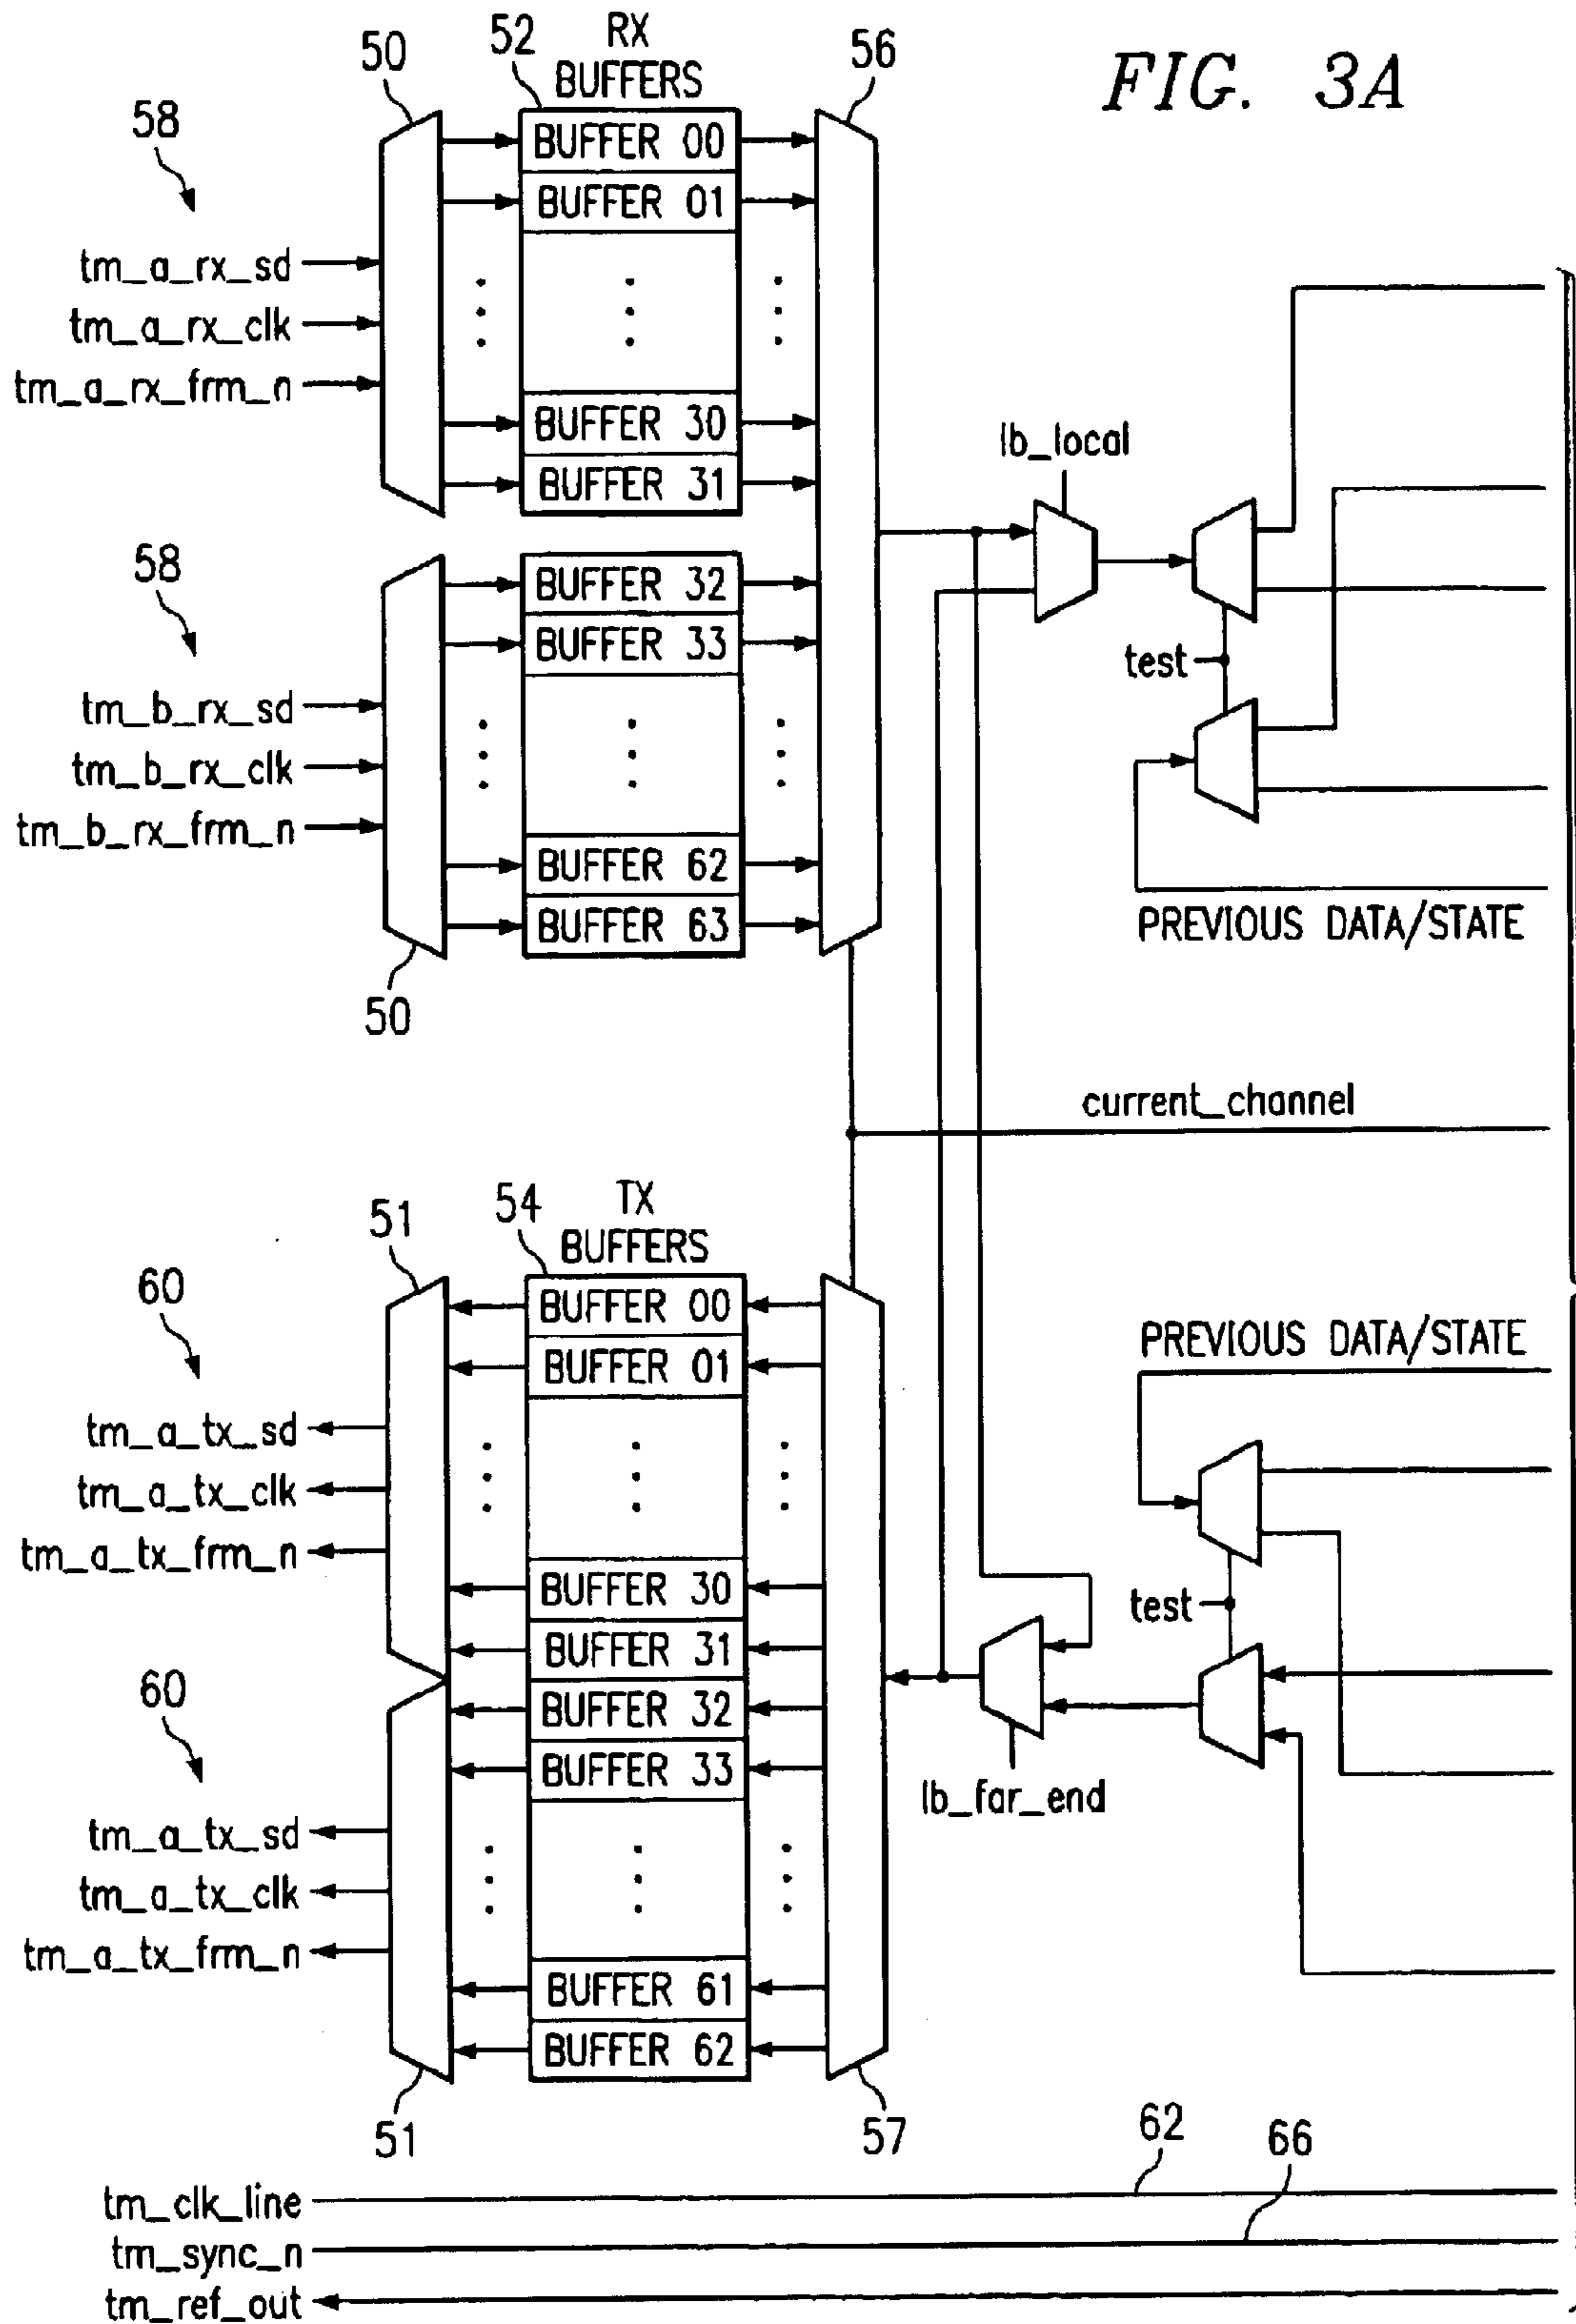 FIG. 3A
50
52
RX
BUFFERS
56
58
BUFFER 00
BUFFER 01
tm_a_rx_sd
tm_a_rx_clk
tm_a_rx_frm_n
BUFFER 30
BUFFER 31
lb_local
58
BUFFER 32
BUFFER 33
test
tm_b_rx_sd
tm_b_rx_clk
tm_b_rx_frm_n
BUFFER 62
BUFFER 63
PREVIOUS DATA/STATE
50
current_channel
51
54
TX
BUFFERS
60
BUFFER 00
BUFFER 01
PREVIOUS DATA/STATE
tm_a_tx_sd
tm_a_tx_clk
tm_a_tx_frm_n
BUFFER 30
BUFFER 31
test
60
BUFFER 32
BUFFER 33
lb_far_end
tm_a_tx_sd
tm_a_tx_clk
tm_a_tx_frm_n
BUFFER 61
BUFFER 62
51
57
62
66
tm_clk_line
tm_sync_n
tm_ref_out